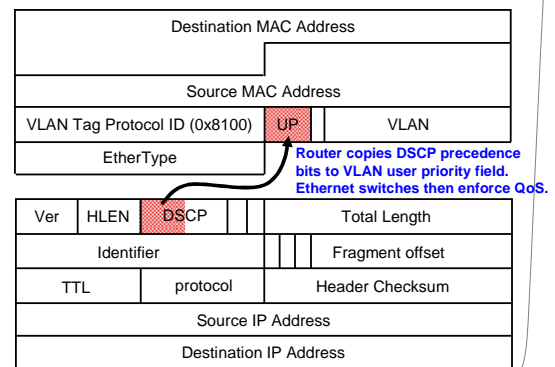 Destination MAC Address
Source MAC Address
VLAN Tag Protocol ID (0x8100) UP VLAN
EtherType
Router copies DSCP precedence
bits to VLAN user priority field.
Ethernet switches then enforce QoS.
Ver HLEN DSCP Total Length
Identifier Fragment offset
TTL protocol Header Checksum
Source IP Address
Destination IP Address